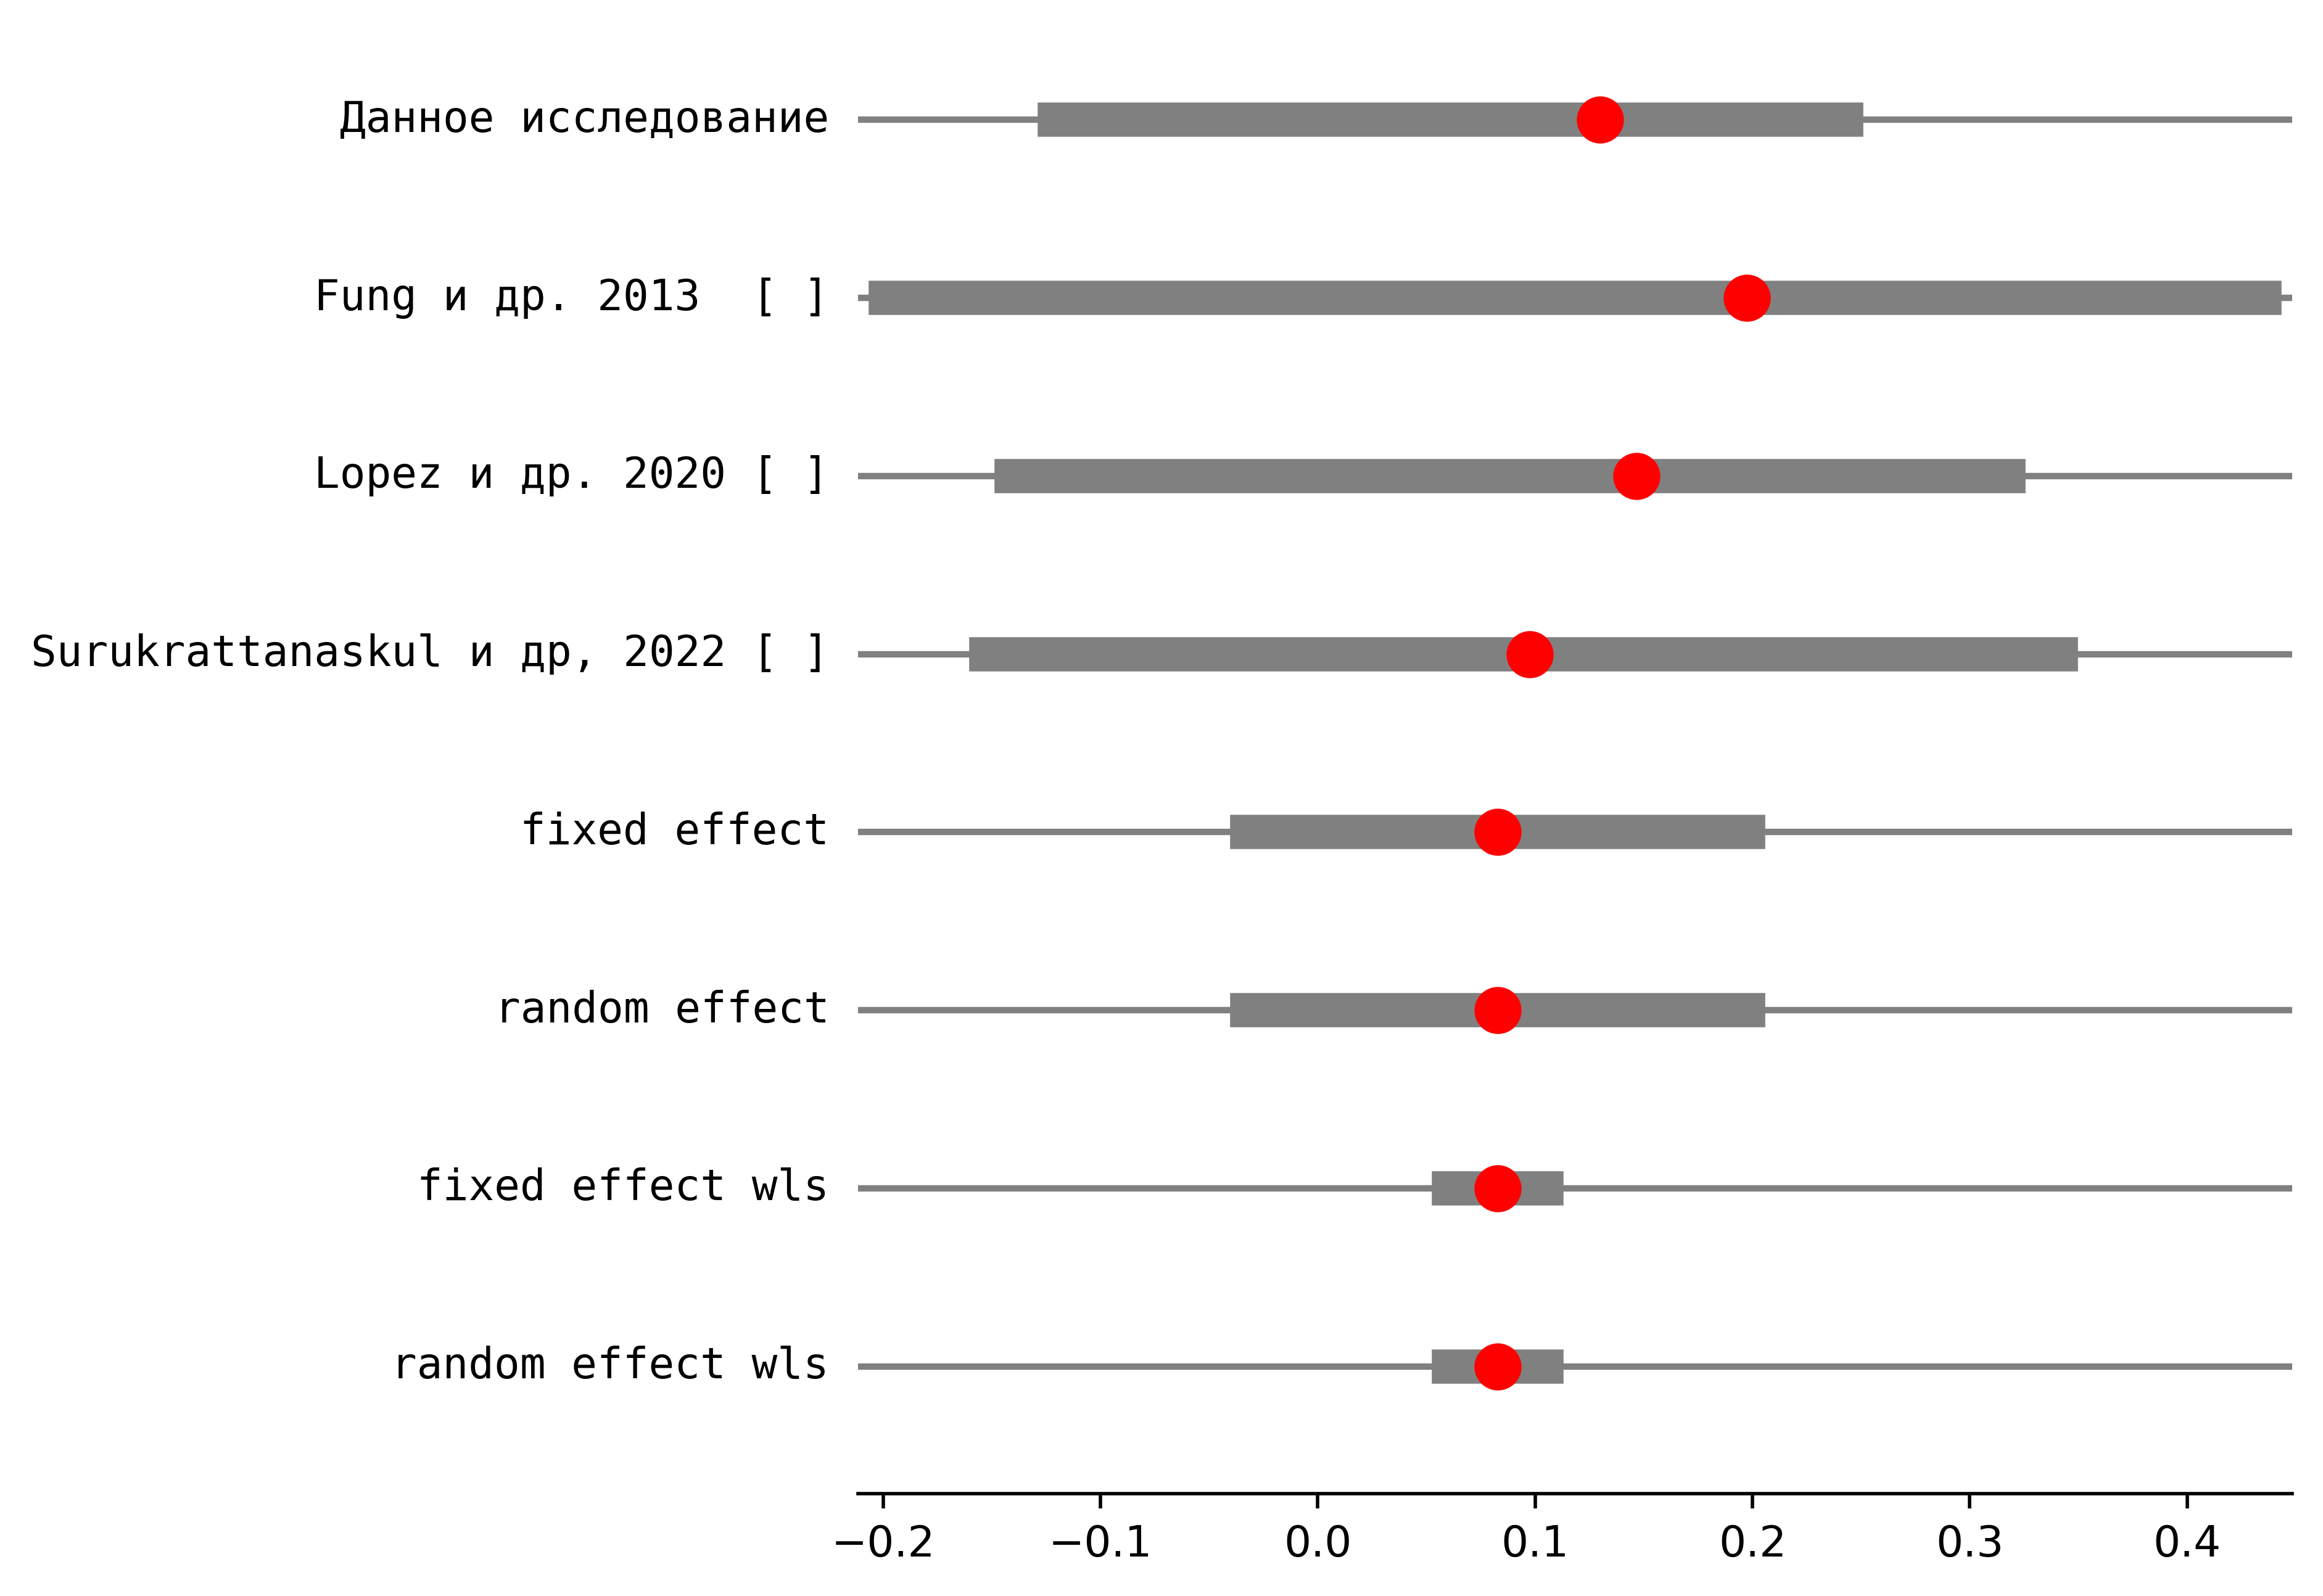 Данное исследование
Fung и др. 2013  [ ]
Lopez и др. 2020 [ ]
Surukrattanaskul и др, 2022 [ ]
fixed effect
random effect
fixed effect wls
random effect wls
−0.2 −0.1 0.0 0.1 0.2 0.3 0.4